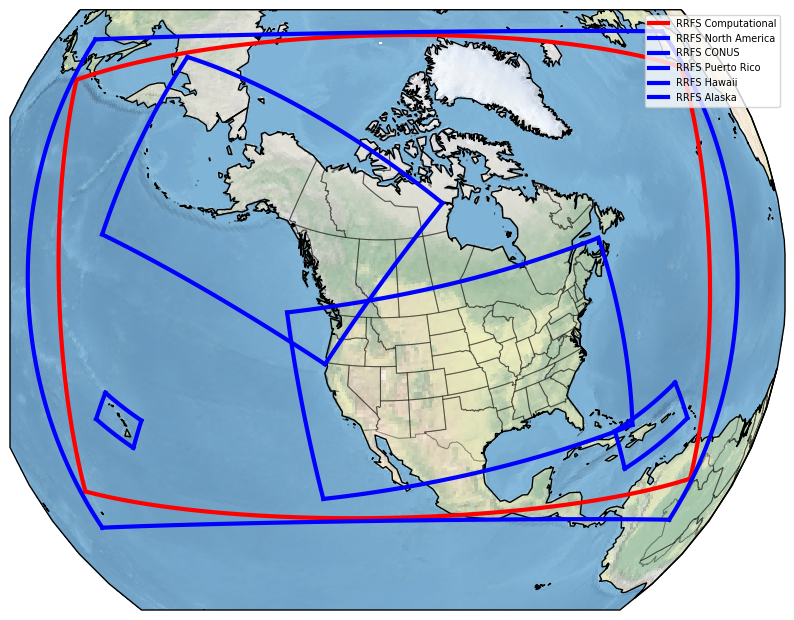 RRFS Computational
RRFS North America
RRFS CONUS
RRFS Puerto Rico
RRFS Hawaii
RRFS Alaska